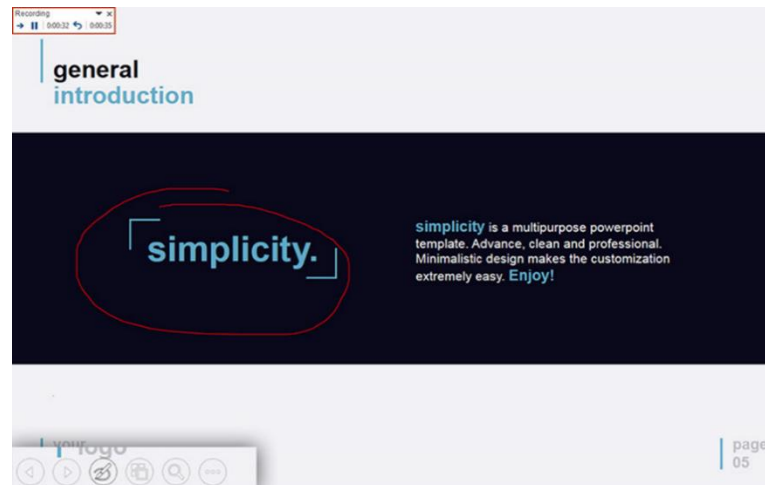 Recording
0:00:32 0:00:35
general
introduction
simplicity.
simplicity is a multipurpose powerpoint
template. Advance, clean and professional.
Minimalistic design makes the customization
extremely easy. Enjoy!
your
logo
page
05